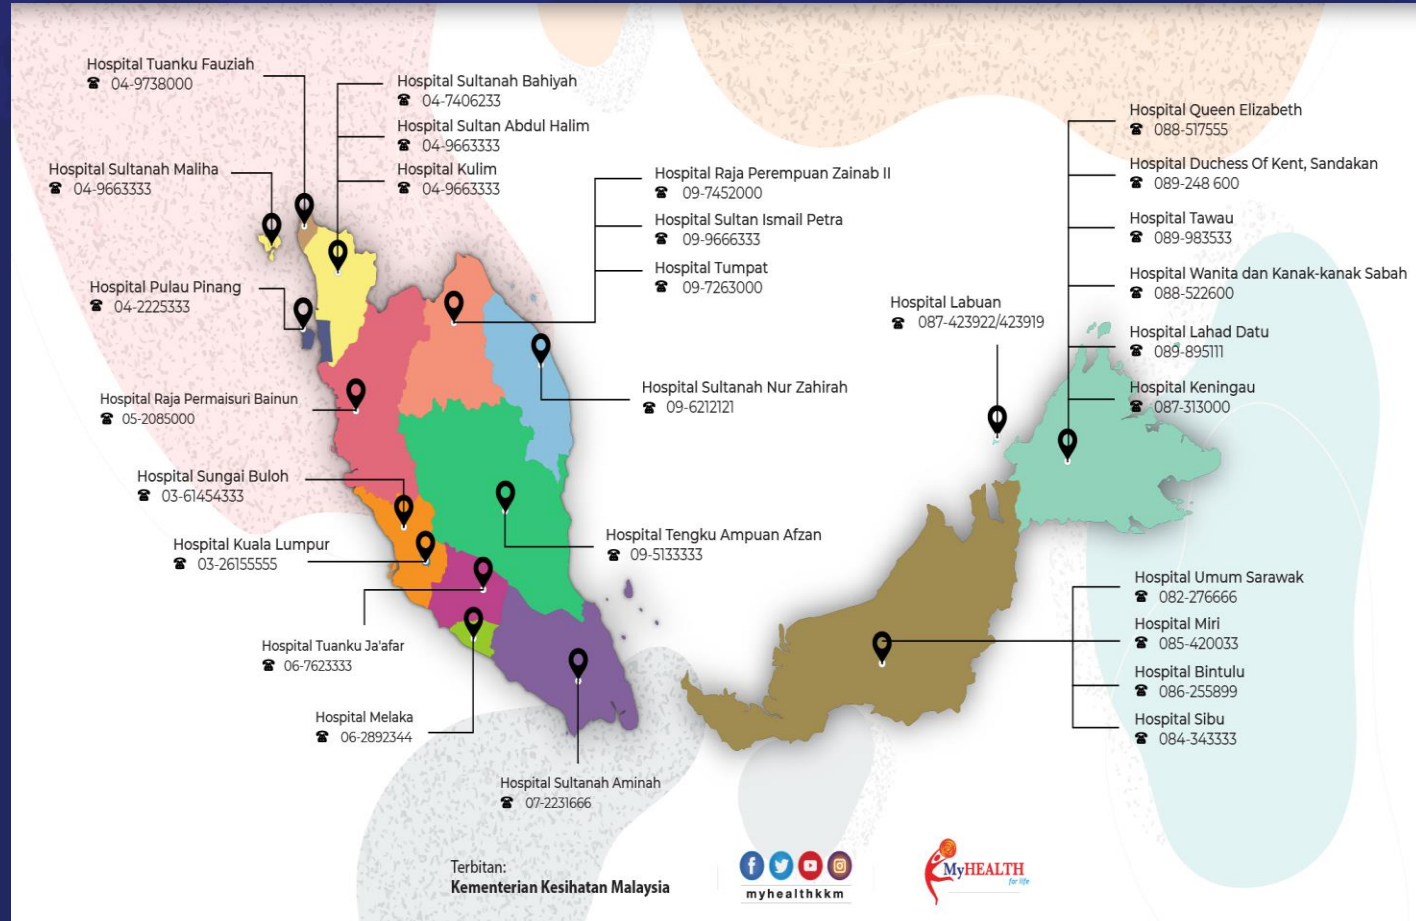 Hospital Tuanku Fauziah
04-9738000
Hospital Sultanah Maliha
04-9663333
Hospital Pulau Pinang
04-2225333
Hospital Raja Permaisuri Bainun
05-2085000
Hospital Sungai Buloh
03-61454333
Hospital Kuala Lumpur
03-26155555
Hospital Tuanku Ja'afar
06-7623333
Hospital Melaka
06-2892344
Hospital Sultanah Aminah
07-2231666
Hospital Sultanah Bahiyah
04-7406233
Hospital Sultan Abdul Halim
04-9663333
Hospital Kulim
04-9663333
Hospital Raja Perempuan Zainab II
09-7452000
Hospital Sultan Ismail Petra
09-9666333
Hospital Tumpat
09-7263000
Hospital Sultanah Nur Zahirah
09-6212121
Hospital Tengku Ampuan Afzan
09-5133333
Hospital Labuan
087-423922/423919
Hospital Queen Elizabeth
088-517555
Hospital Duchess Of Kent, Sandakan
089-248 600
Hospital Tawau
089-983533
Hospital Wanita dan Kanak-kanak Sabah
088-522600
Hospital Lahad Datu
089-895111
Hospital Keningau
087-313000
Hospital Umum Sarawak
082-276666
Hospital Miri
085-420033
Hospital Bintulu
086-255899
Hospital Sibu
084-343333
Terbitan:
Kementerian Kesihatan Malaysia
myhealthkkm
MyHEALTH
for life